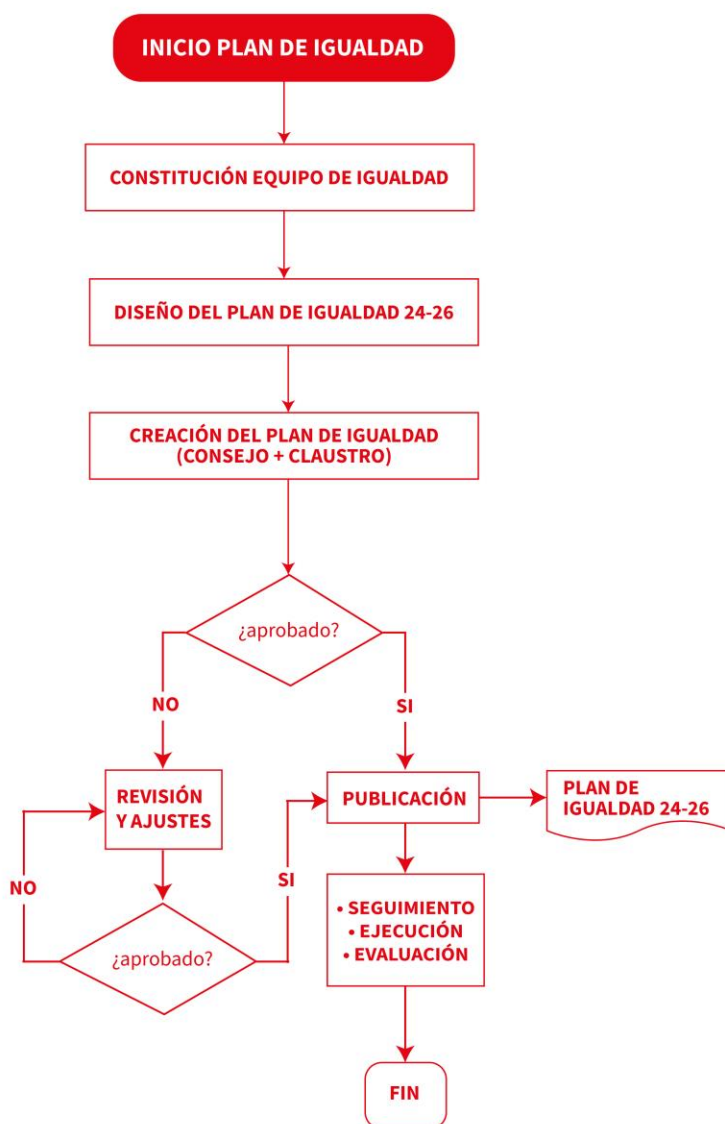 INICIO PLAN DE IGUALDAD
CONSTITUCIÓN EQUIPO DE IGUALDAD
DISEÑO DEL PLAN DE IGUALDAD 24-26
CREACIÓN DEL PLAN DE IGUALDAD
(CONSEJO + CLAUSTRO)
¿aprobado?
NO
SI
REVISIÓN
Y AJUSTES
PUBLICACIÓN
PLAN DE
IGUALDAD 24-26
NO
SI
¿aprobado?
• SEGUIMIENTO
• EJECUCIÓN
• EVALUACIÓN
FIN